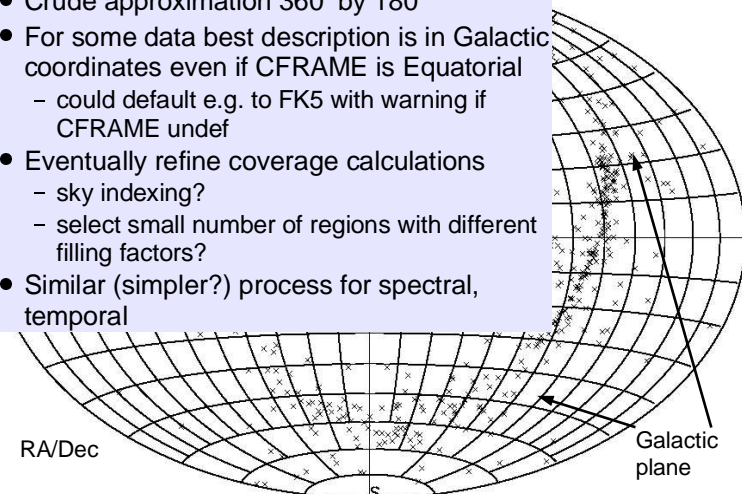 • Crude approximation 360 by 180
• For some data best description is in Galactic
coordinates even if CFRAME is Equatorial
– could default e.g. to FK5 with warning if
CFRAME undef
• Eventually refine coverage calculations
– sky indexing?
– select small number of regions with different
filling factors?
• Similar (simpler?) process for spectral,
temporal
RA/Dec
Galactic
plane
S